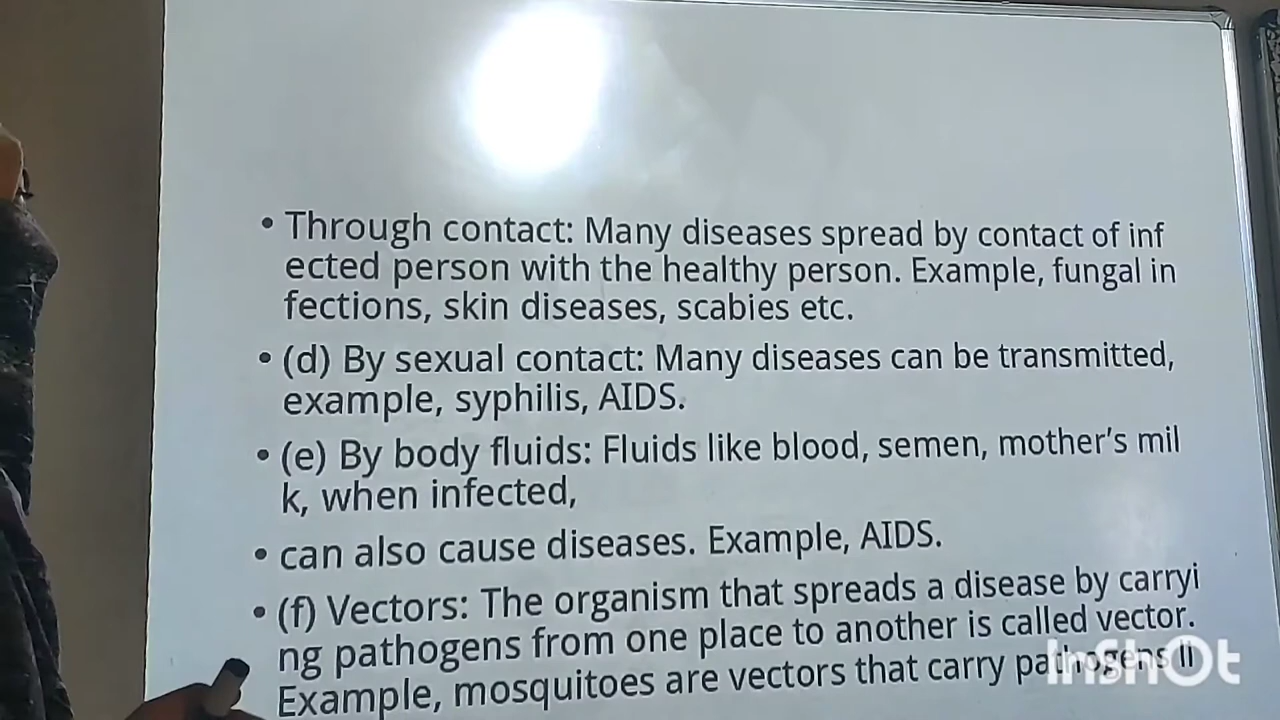 • Through contact: Many diseases spread by contact of inf
ected person with the healthy person. Example, fungal in
fections, skin diseases, scabies etc.
• (d) By sexual contact: Many diseases can be transmitted,
example, syphilis, AIDS.
• (e) By body fluids: Fluids like blood, semen, mother's mil
k, when infected,
• can also cause diseases. Example, AIDS.
• (f) Vectors: The organism that spreads a disease by carryi
ng pathogens from one place to another is called vector.
Example, mosquitoes are vectors that carry pathogens li
InShOt